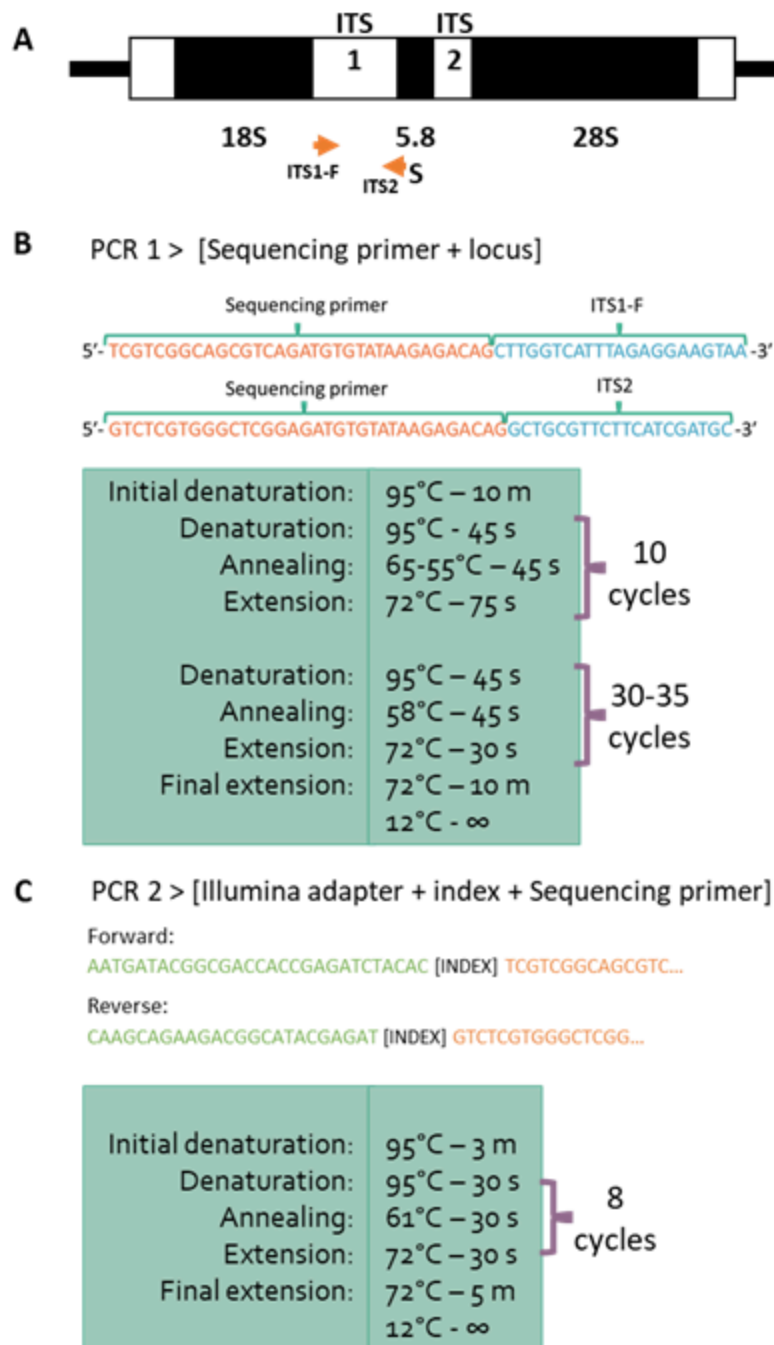 A
ITS ITS
1 2
18S 5.8 28S
S
ITS1-F
ITS2
B
PCR 1 > [Sequencing primer + locus]
Sequencing primer ITS1-F
5’- TCGTCGGCAGCGTCAGATGTGTATAAGAGACAGCTTGGTCATTTAGAGGAAGTAA -3’
Sequencing primer ITS2
5’- GTCTCGTGGGCTCGGAGATGTGTATAAGAGACAGGCTGCGTTCTTCATCGATGC -3’
Initial denaturation: 95°C – 10 m
Denaturation: 95°C - 45 s
Annealing: 65-55°C – 45 s
Extension: 72°C – 75 s
10
cycles
Denaturation: 95°C – 45 s
Annealing: 58°C – 45 s
Extension: 72°C – 30 s
30-35
cycles
Final extension: 72°C – 10 m
12°C - ∞
C
PCR 2 > [Illumina adapter + index + Sequencing primer]
Forward:
AATGATACGGCGACCACCGAGATCTACAC [INDEX] TCGTCGGCAGCGTC...
Reverse:
CAAGCAGAAGACGGCATACGAGAT [INDEX] GTCTCGTGGGCTCGG...
Initial denaturation: 95°C – 3 m
Denaturation: 95°C – 30 s
Annealing: 61°C – 30 s
Extension: 72°C – 30 s
8
cycles
Final extension: 72°C – 5 m
12°C - ∞